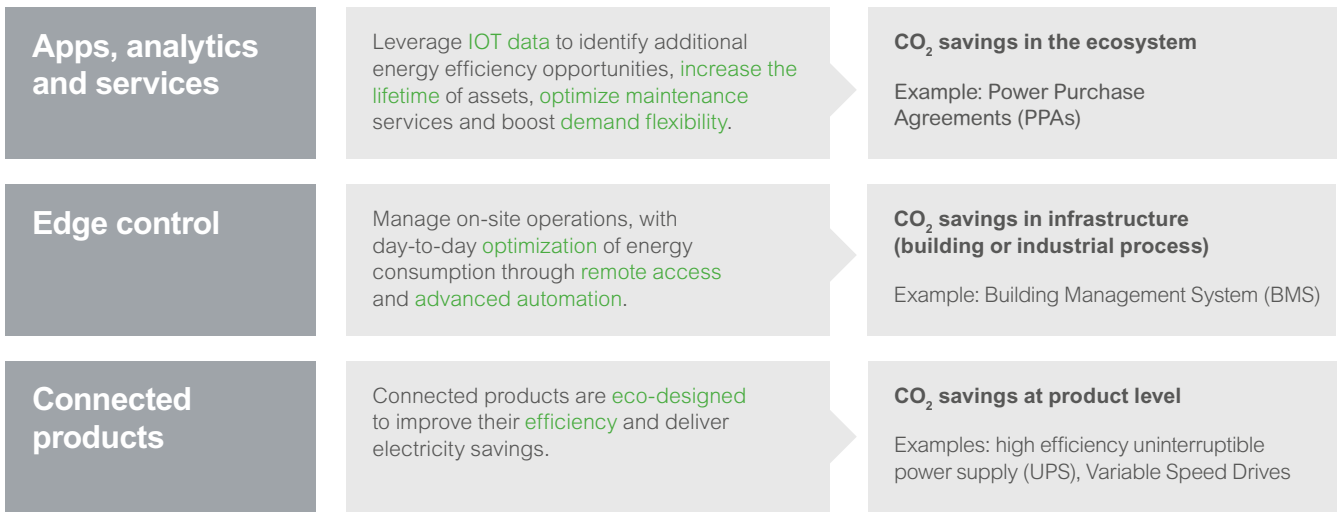 Apps, analytics
and services
Leverage IOT data to identify additional
energy efficiency opportunities, increase the
lifetime of assets, optimize maintenance
services and boost demand flexibility.
CO₂ savings in the ecosystem
Example: Power Purchase
Agreements (PPAs)
Edge control
Manage on-site operations, with
day-to-day optimization of energy
consumption through remote access
and advanced automation.
CO₂ savings in infrastructure
(building or industrial process)
Example: Building Management System (BMS)
Connected
products
Connected products are eco-designed
to improve their efficiency and deliver
electricity savings.
CO₂ savings at product level
Examples: high efficiency uninterruptible
power supply (UPS), Variable Speed Drives